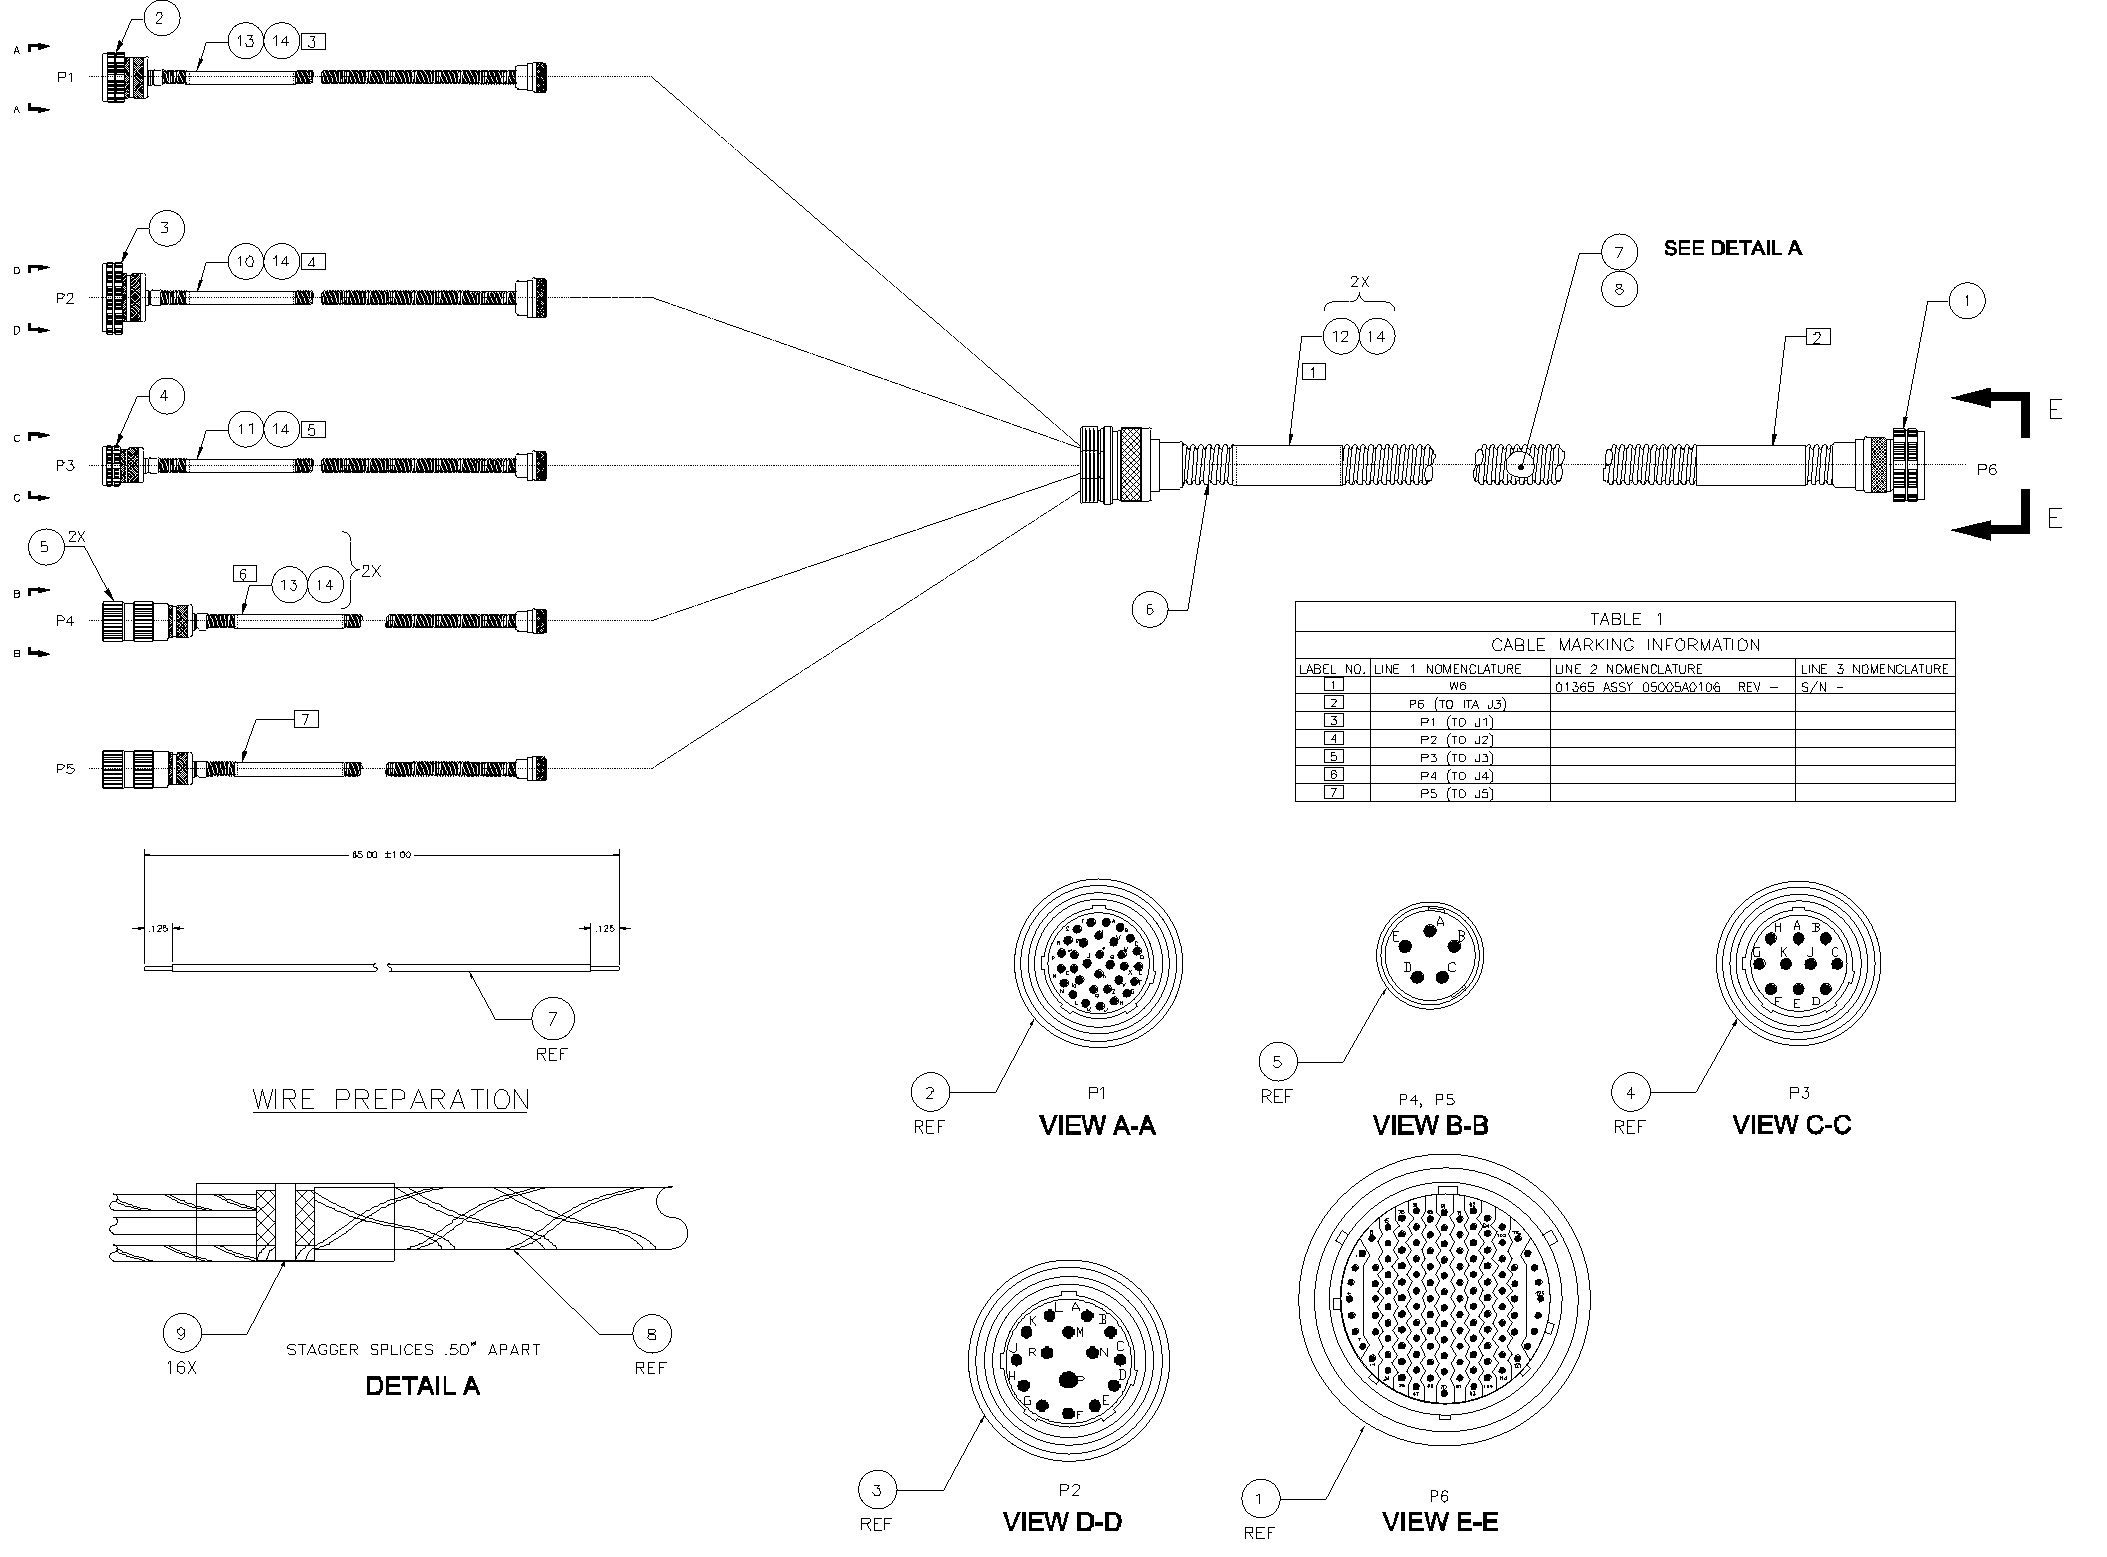 2
A
13 14 3
P1
A
3
D
10 14 4
P2
D
4
C
11 14 5
P3
C
5 2X
6 13 14 2X
B
P4
B
7
P5
7 SEE DETAIL A
8
2X
12 14
1
2
1
E
P6
E
6
TABLE 1
CABLE MARKING INFORMATION
LABEL NO. LINE 1 NOMENCLATURE LINE 2 NOMENCLATURE LINE 3 NOMENCLATURE
1 W6 01365 ASSY 05005A0106 REV - S/N -
2 P6 (TO ITA J3)
3 P1 (TO J1)
4 P2 (TO J2)
5 P3 (TO J3)
6 P4 (TO J4)
7 P5 (TO J5)
65.00 ±1.00
.125 .125
7
REF
WIRE PREPARATION
9
16X
STAGGER SPLICES .50" APART
DETAIL A
8
REF
2
REF
P1
VIEW A-A
A
E B
D C
5
REF
P4, P5
VIEW B-B
H A B
G K J C
F E D
4
REF
P3
VIEW C-C
L A
K M B
J R N C
H P D
G F E
3
REF
P2
VIEW D-D
1
REF
P6
VIEW E-E